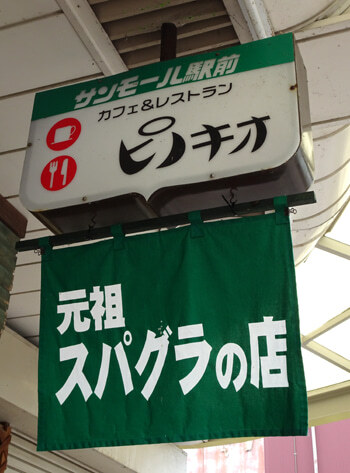 サンモール駅前
カフェ&レストラン
ピノキオ
元祖
スパグラの店